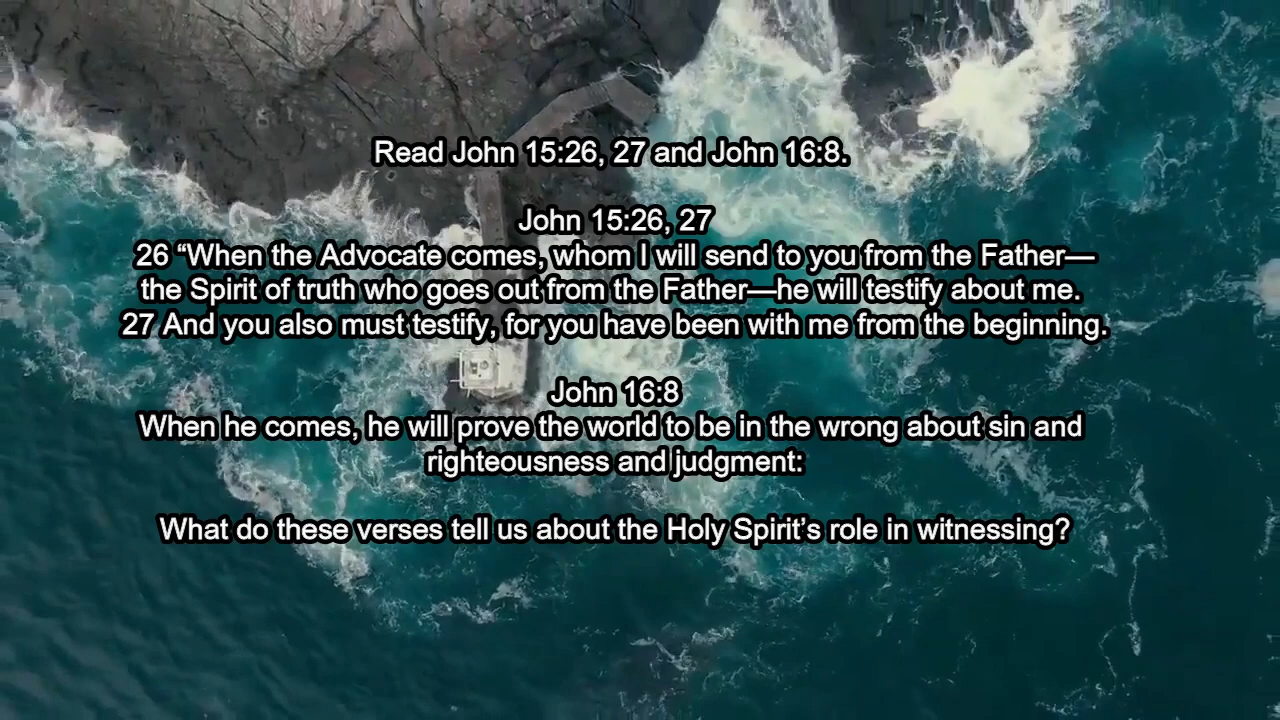 Read John 15:26, 27 and John 16:8.
John 15:26, 27
26 “When the Advocate comes, whom I will send to you from the Father—
the Spirit of truth who goes out from the Father—he will testify about me.
27 And you also must testify, for you have been with me from the beginning.
John 16:8
When he comes, he will prove the world to be in the wrong about sin and
righteousness and judgment:
What do these verses tell us about the Holy Spirit’s role in witnessing?